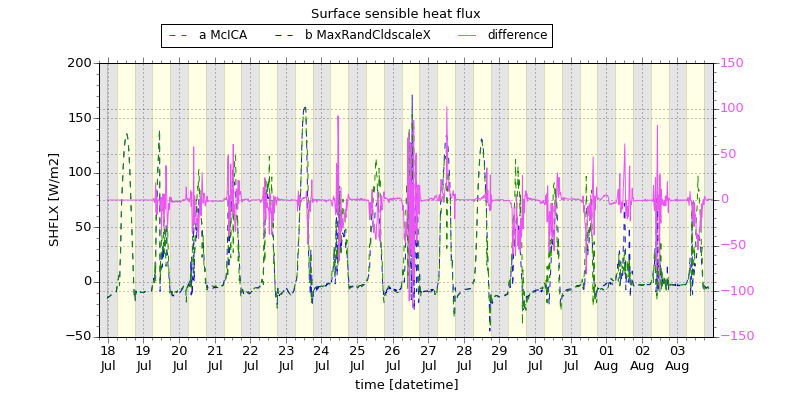 Surface sensible heat flux
a McICA b MaxRandCldscaleX difference
200 150
150 100
100 50
50 0
0 −50
−50 −100
−150
SHFLX [W/m2]
18 19 20 21 22 23 24 25 26 27 28 29 30 31 01 02 03
Jul Jul Jul Jul Jul Jul Jul Jul Jul Jul Jul Jul Jul Jul Aug Aug Aug
time [datetime]